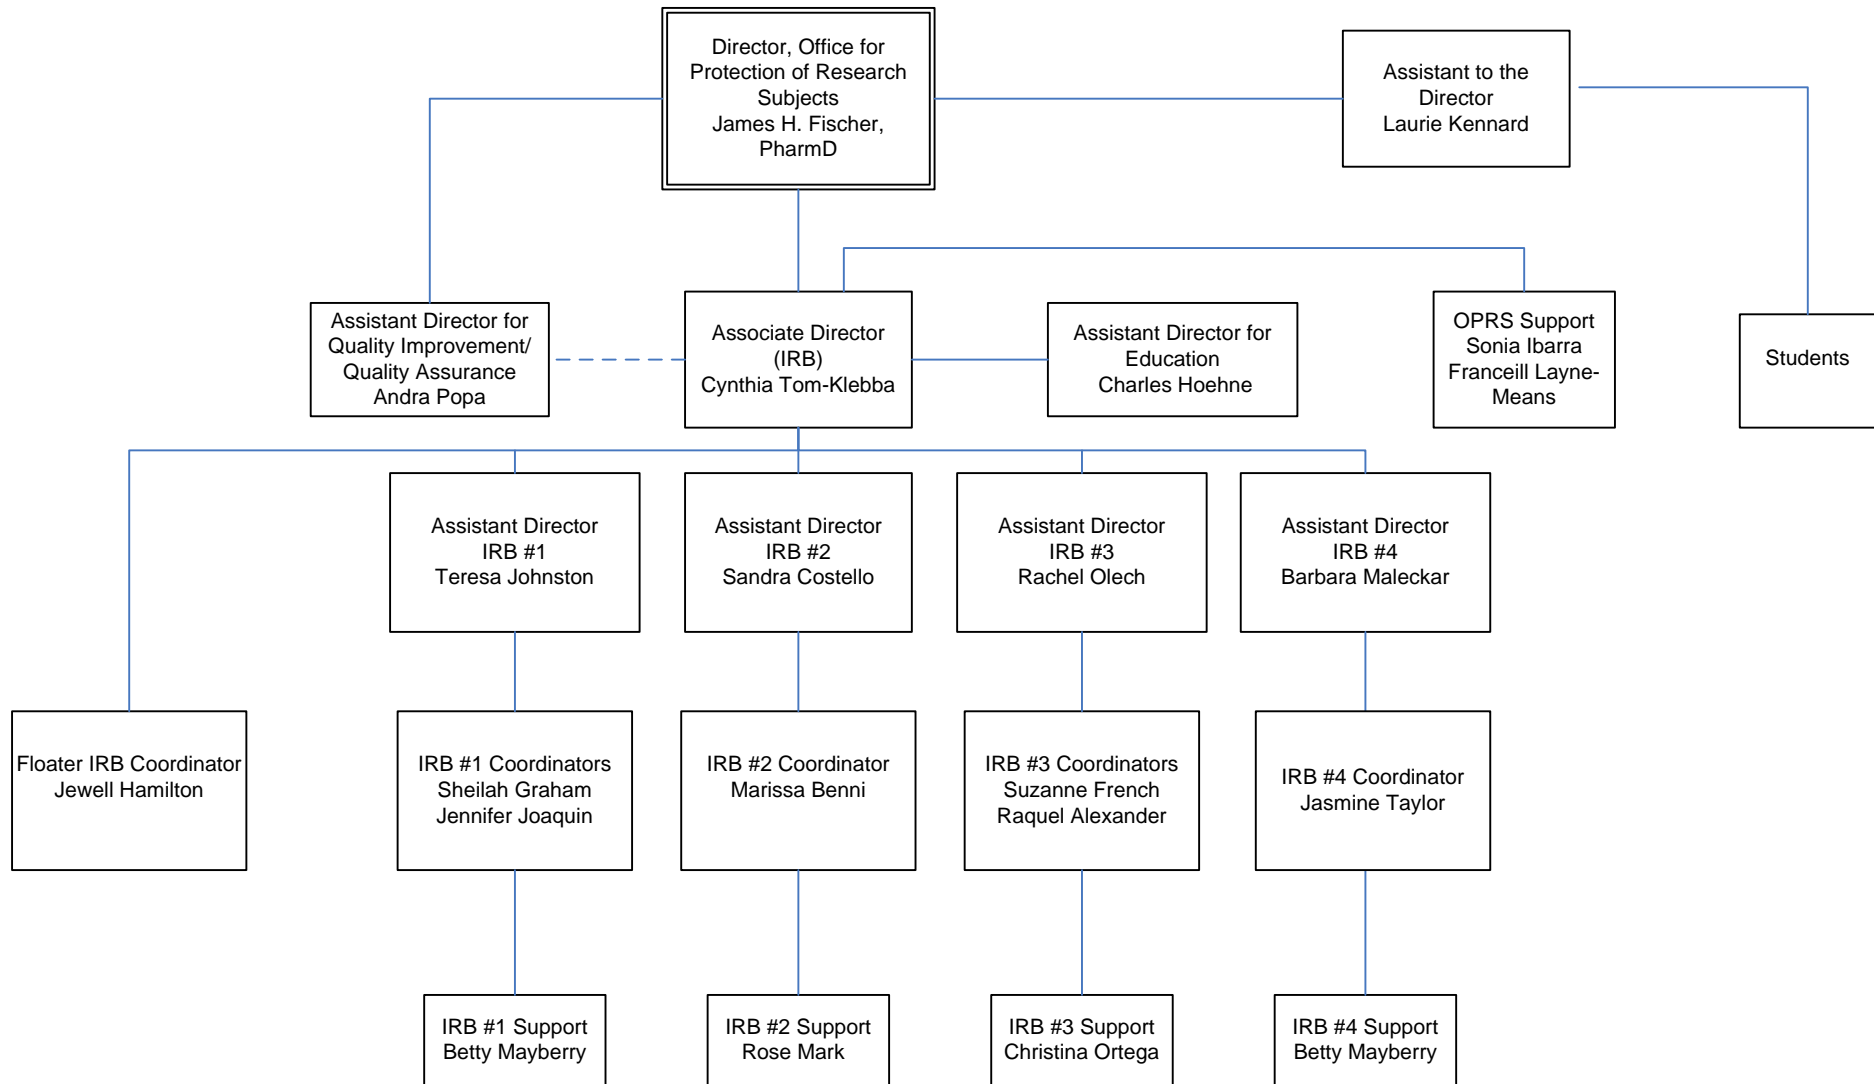 Director, Office for
Protection of Research
Subjects
James H. Fischer,
PharmD
Assistant to the
Director
Laurie Kennard
Assistant Director for
Quality Improvement/
Quality Assurance
Andra Popa
Associate Director
(IRB)
Cynthia Tom-Klebba
Assistant Director for
Education
Charles Hoehne
OPRS Support
Sonia Ibarra
Franceill Layne-
Means
Students
Assistant Director
IRB #1
Teresa Johnston
Assistant Director
IRB #2
Sandra Costello
Assistant Director
IRB #3
Rachel Olech
Assistant Director
IRB #4
Barbara Maleckar
Floater IRB Coordinator
Jewell Hamilton
IRB #1 Coordinators
Sheilah Graham
Jennifer Joaquin
IRB #2 Coordinator
Marissa Benni
IRB #3 Coordinators
Suzanne French
Raquel Alexander
IRB #4 Coordinator
Jasmine Taylor
IRB #1 Support
Betty Mayberry
IRB #2 Support
Rose Mark
IRB #3 Support
Christina Ortega
IRB #4 Support
Betty Mayberry